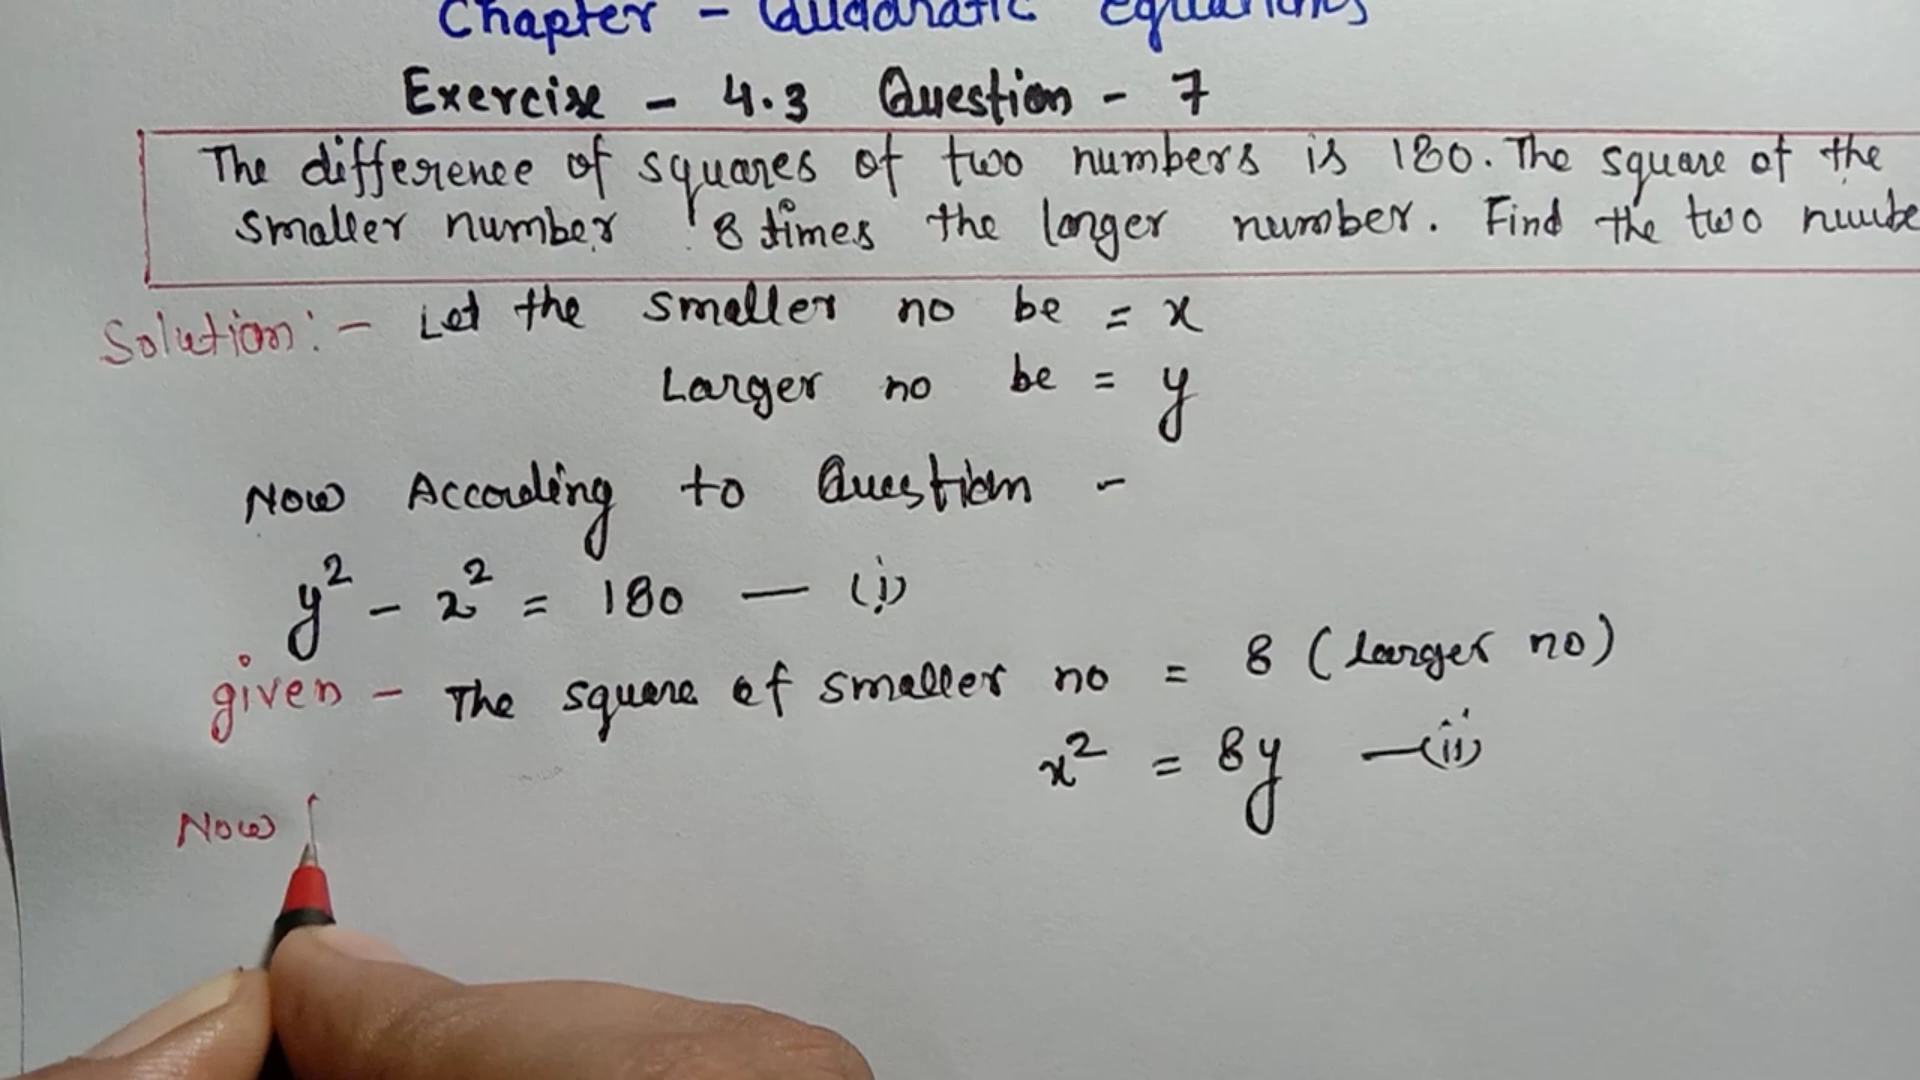 Chapter - Quadratic Equations
Exercise - 4.3 Question - 7
The difference of squares of two numbers is 180. The square of the
smaller number 8 times the larger number. Find the two numbe
Solution:- Let the smaller no be = x
Larger no be = y
Now According to Question -
y² - x² = 180 — (i)
given - The square of smaller no = 8 (larger no)
x² = 8y —(ii)
Now